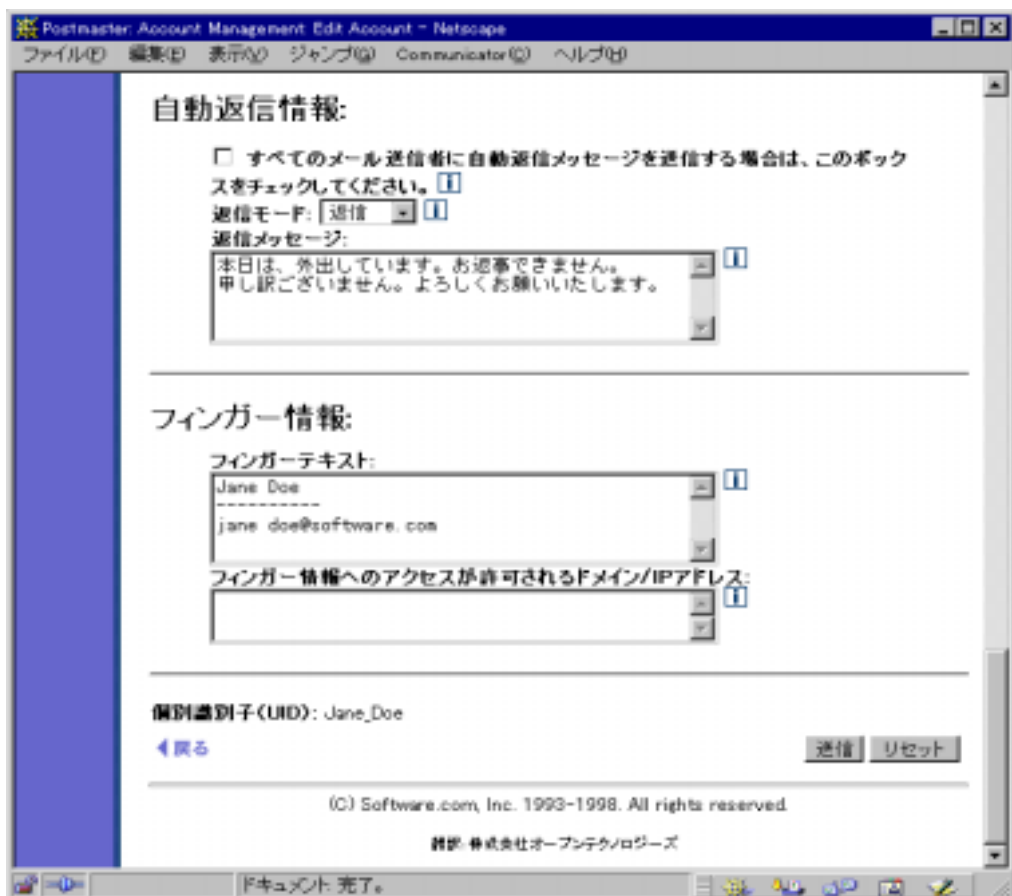 Postmaster: Account Management Edit Account - Netscape
ファイル(F) 編集(E) 表示(V) ジャンプ(G) Communicator(C) ヘルプ(H)
自動返信情報:
すべてのメール送信者に自動返信メッセージを送信する場合は、このボック
スをチェックしてください。
返信モード: 返信
返信メッセージ:
本日は、外出しています。お返事できません。
申し訳ございません。よろしくお願いいたします。
フィンガー情報:
フィンガーテキスト:
Jane Doe
----------
jane doe@software.com
フィンガー情報へのアクセスが許可されるドメイン/IPアドレス:
個別識別子(UID): Jane_Doe
戻る
送信 リセット
(C) Software.com, Inc. 1993-1998. All rights reserved.
翻訳: 株式会社オープンテクノロジーズ
ドキュメント: 完了。